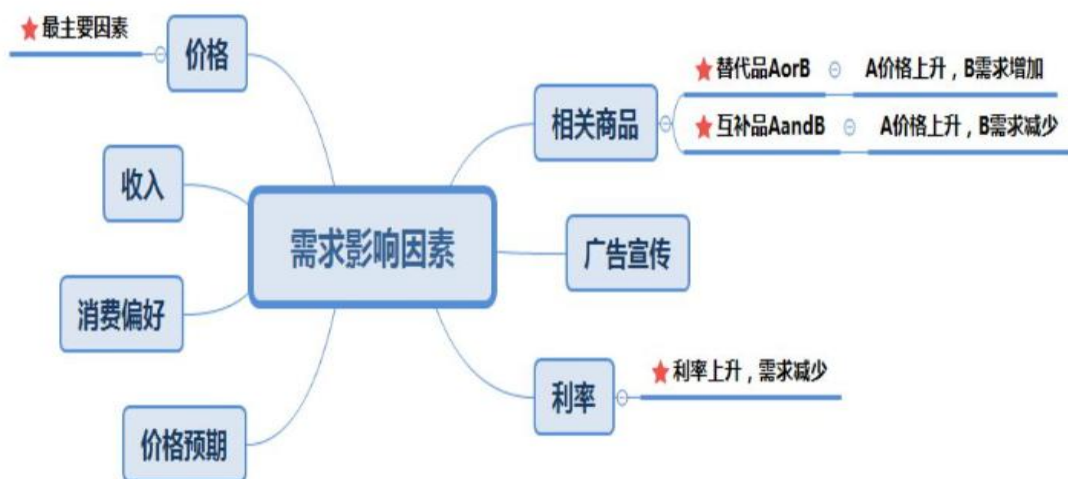 最主要因素
价格
收入
消费偏好
价格预期
需求影响因素
相关商品
替代品AorB
A价格上升，B需求增加
互补品AandB
A价格上升，B需求减少
广告宣传
利率
利率上升，需求减少